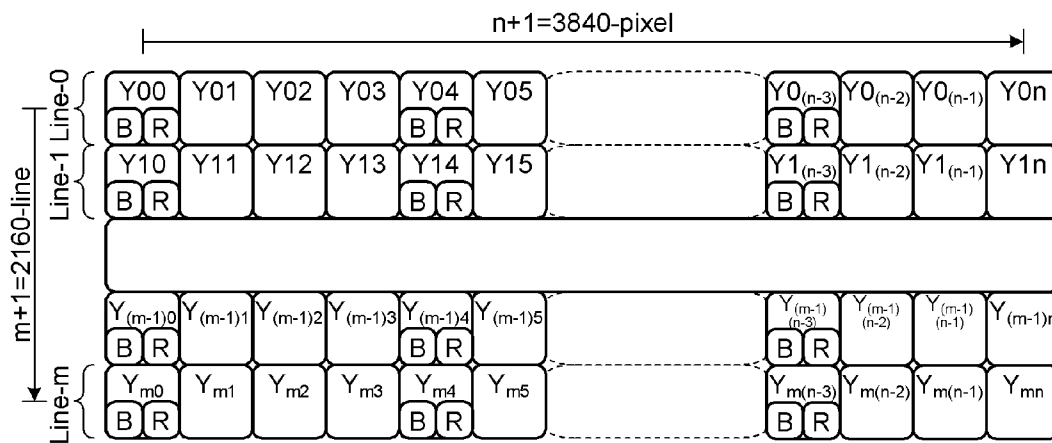 n+1=3840-pixel
Line-0
Y00 Y01 Y02 Y03 Y04 Y05 Y0(n-3) Y0(n-2) Y0(n-1) Y0n
B R B R B R
Line-1
Y10 Y11 Y12 Y13 Y14 Y15 Y1(n-3) Y1(n-2) Y1(n-1) Y1n
B R B R B R
m+1=2160-line
Y(m-1)0 Y(m-1)1 Y(m-1)2 Y(m-1)3 Y(m-1)4 Y(m-1)5 Y(m-1)(n-3) Y(m-1)(n-2) Y(m-1)(n-1) Y(m-1)n
B R B R B R
Line-m
Ym0 Ym1 Ym2 Ym3 Ym4 Ym5 Ym(n-3) Ym(n-2) Ym(n-1) Ymn
B R B R B R